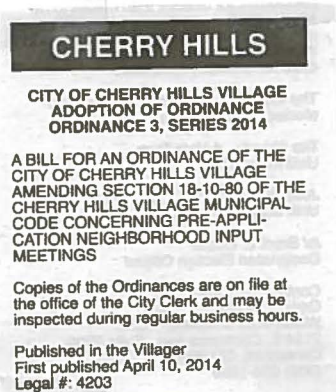 CHERRY HILLS
CITY OF CHERRY HILLS VILLAGE
ADOPTION OF ORDINANCE
ORDINANCE 3, SERIES 2014
A BILL FOR AN ORDINANCE OF THE
CITY OF CHERRY HILLS VILLAGE
AMENDING SECTION 18-10-80 OF THE
CHERRY HILLS VILLAGE MUNICIPAL
CODE CONCERNING PRE-APPLI-
CATION NEIGHBORHOOD INPUT
MEETINGS
Copies of the Ordinances are on file at
the office of the City Clerk and may be
inspected during regular business hours.
Published in the Villager
First published April 10, 2014
Legal #: 4203